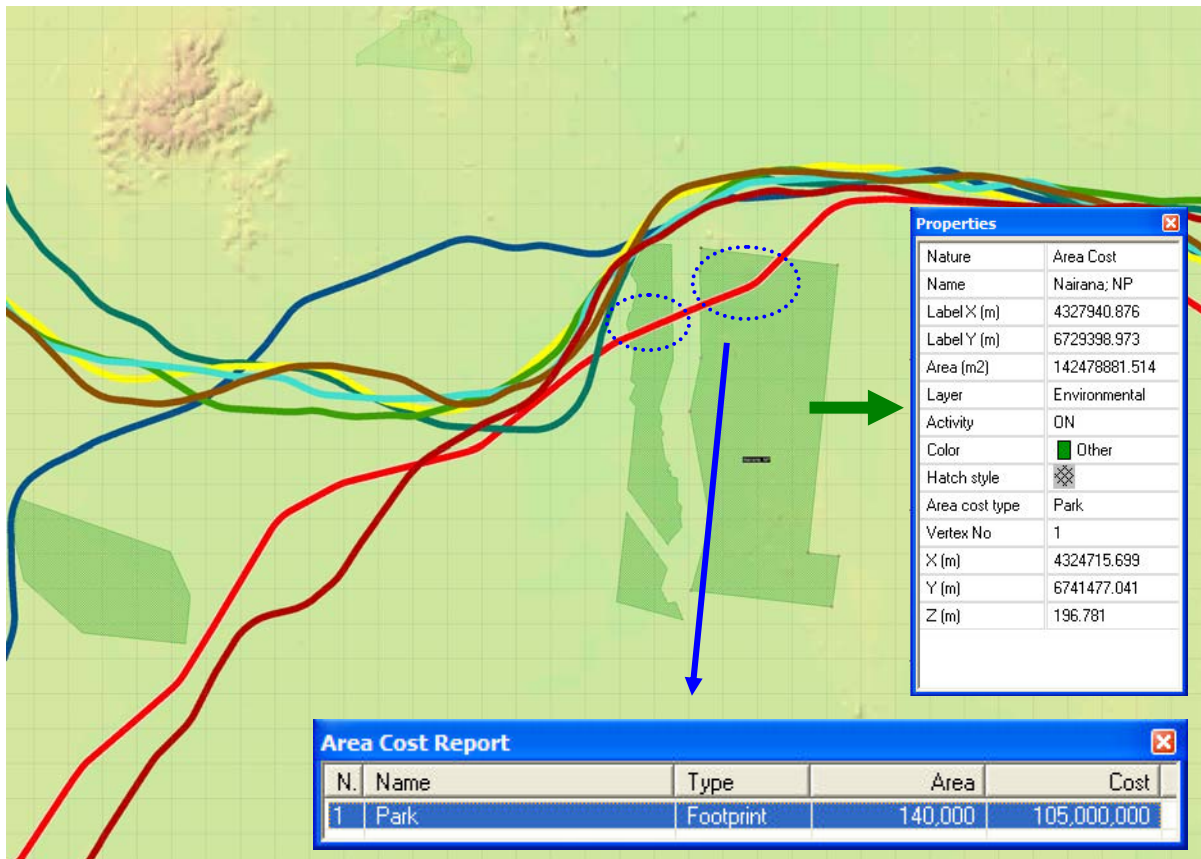 Properties
Nature Area Cost
Name Nairana; NP
Label X (m) 4327940.876
Label Y (m) 6729398.973
Area (m2) 142478881.514
Layer Environmental
Activity ON
Color Other
Hatch style
Area cost type Park
Vertex No 1
X (m) 4324715.699
Y (m) 6741477.041
Z (m) 196.781
Area Cost Report
N. Name Type Area Cost
1 Park Footprint 140,000 105,000,000